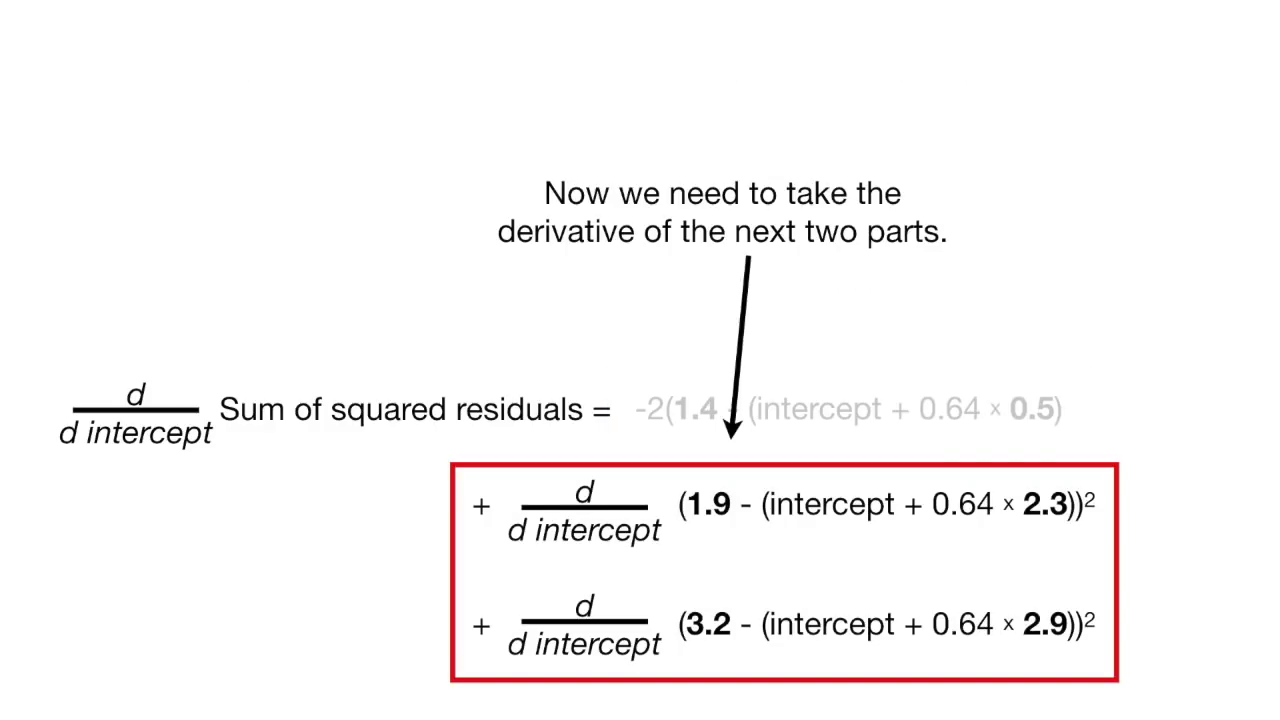 Now we need to take the
derivative of the next two parts.
d
d intercept
Sum of squared residuals = -2(1.4 - (intercept + 0.64 x 0.5)
+ d
d intercept
(1.9 - (intercept + 0.64 x 2.3))²
+ d
d intercept
(3.2 - (intercept + 0.64 x 2.9))²